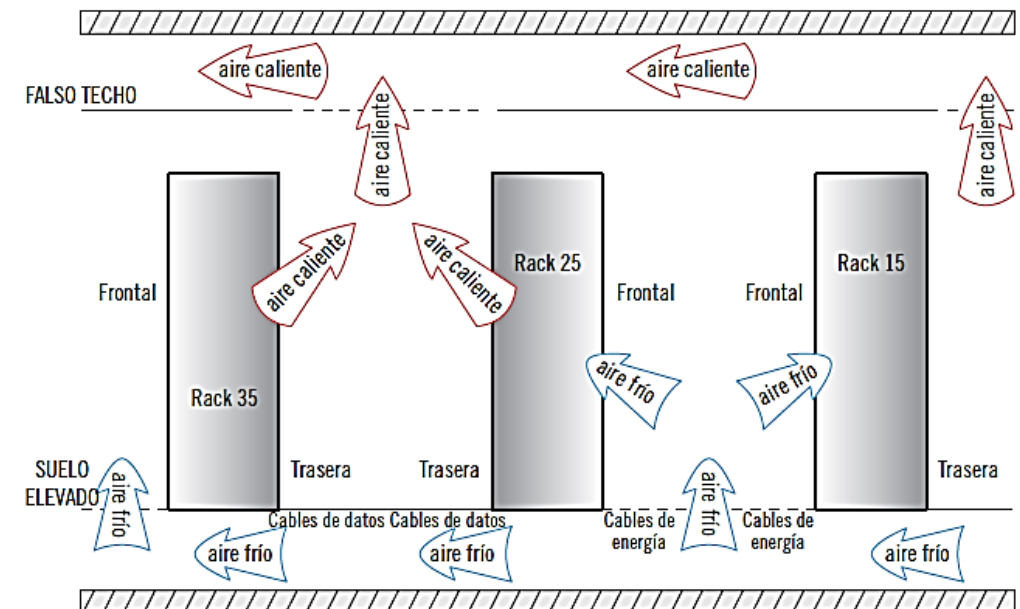 aire caliente
aire caliente
FALSO TECHO
aire caliente
aire caliente
aire caliente
aire caliente
Rack 25
Rack 15
Frontal
Frontal
Frontal
Rack 35
aire frío
aire frío
SUELO
ELEVADO
aire frío
Trasera
Trasera
aire frío
Trasera
Cables de datos
Cables de datos
Cables de
energía
Cables de
energía
aire frío
aire frío
aire frío